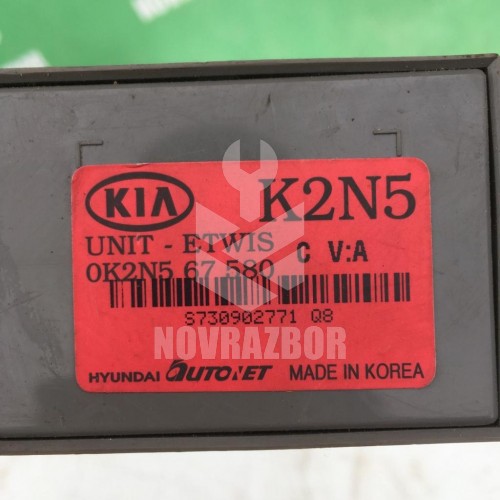 KIA K2N5
UNIT - ETWIS
C V:A
0K2N5 67 580
S730902771 Q8
NOVRAZBOR
HYUNDAI AUTONET MADE IN KOREA